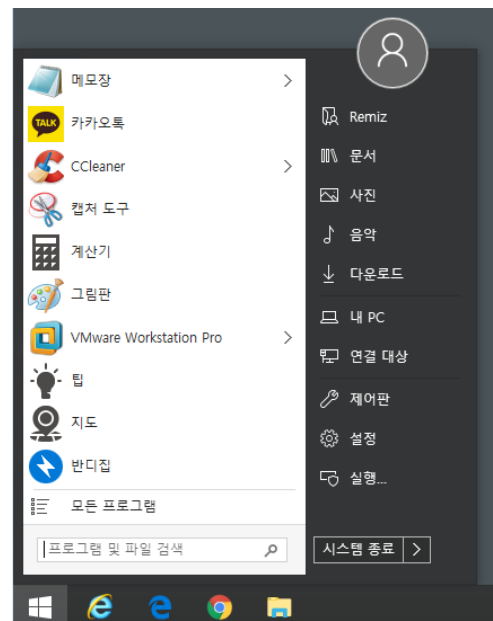 메모장
TALK
카카오톡
CCleaner
캡처 도구
계산기
그림판
VMware Workstation Pro
팁
지도
반디집
모든 프로그램
프로그램 및 파일 검색
Remiz
문서
사진
음악
다운로드
내 PC
연결 대상
제어판
설정
실행...
시스템 종료